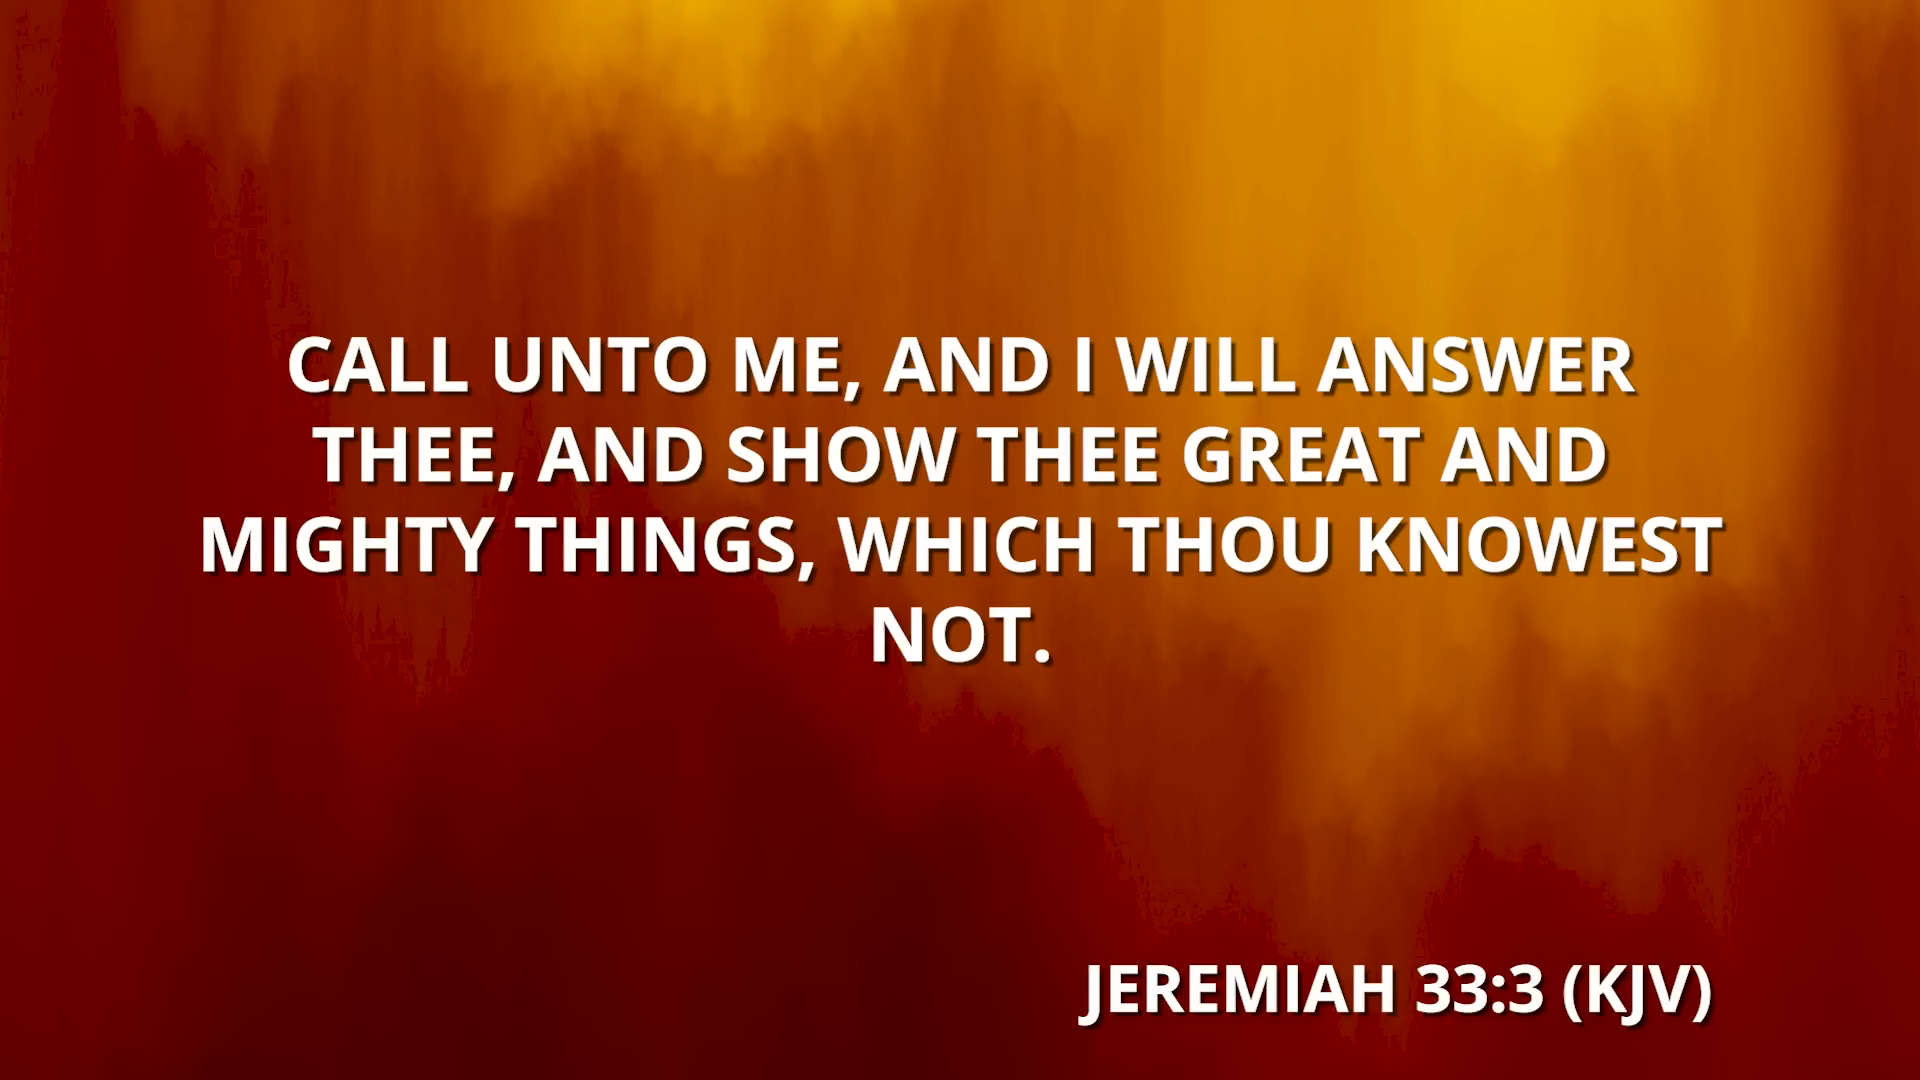 CALL UNTO ME, AND I WILL ANSWER
THEE, AND SHOW THEE GREAT AND
MIGHTY THINGS, WHICH THOU KNOWEST
NOT.
JEREMIAH 33:3 (KJV)